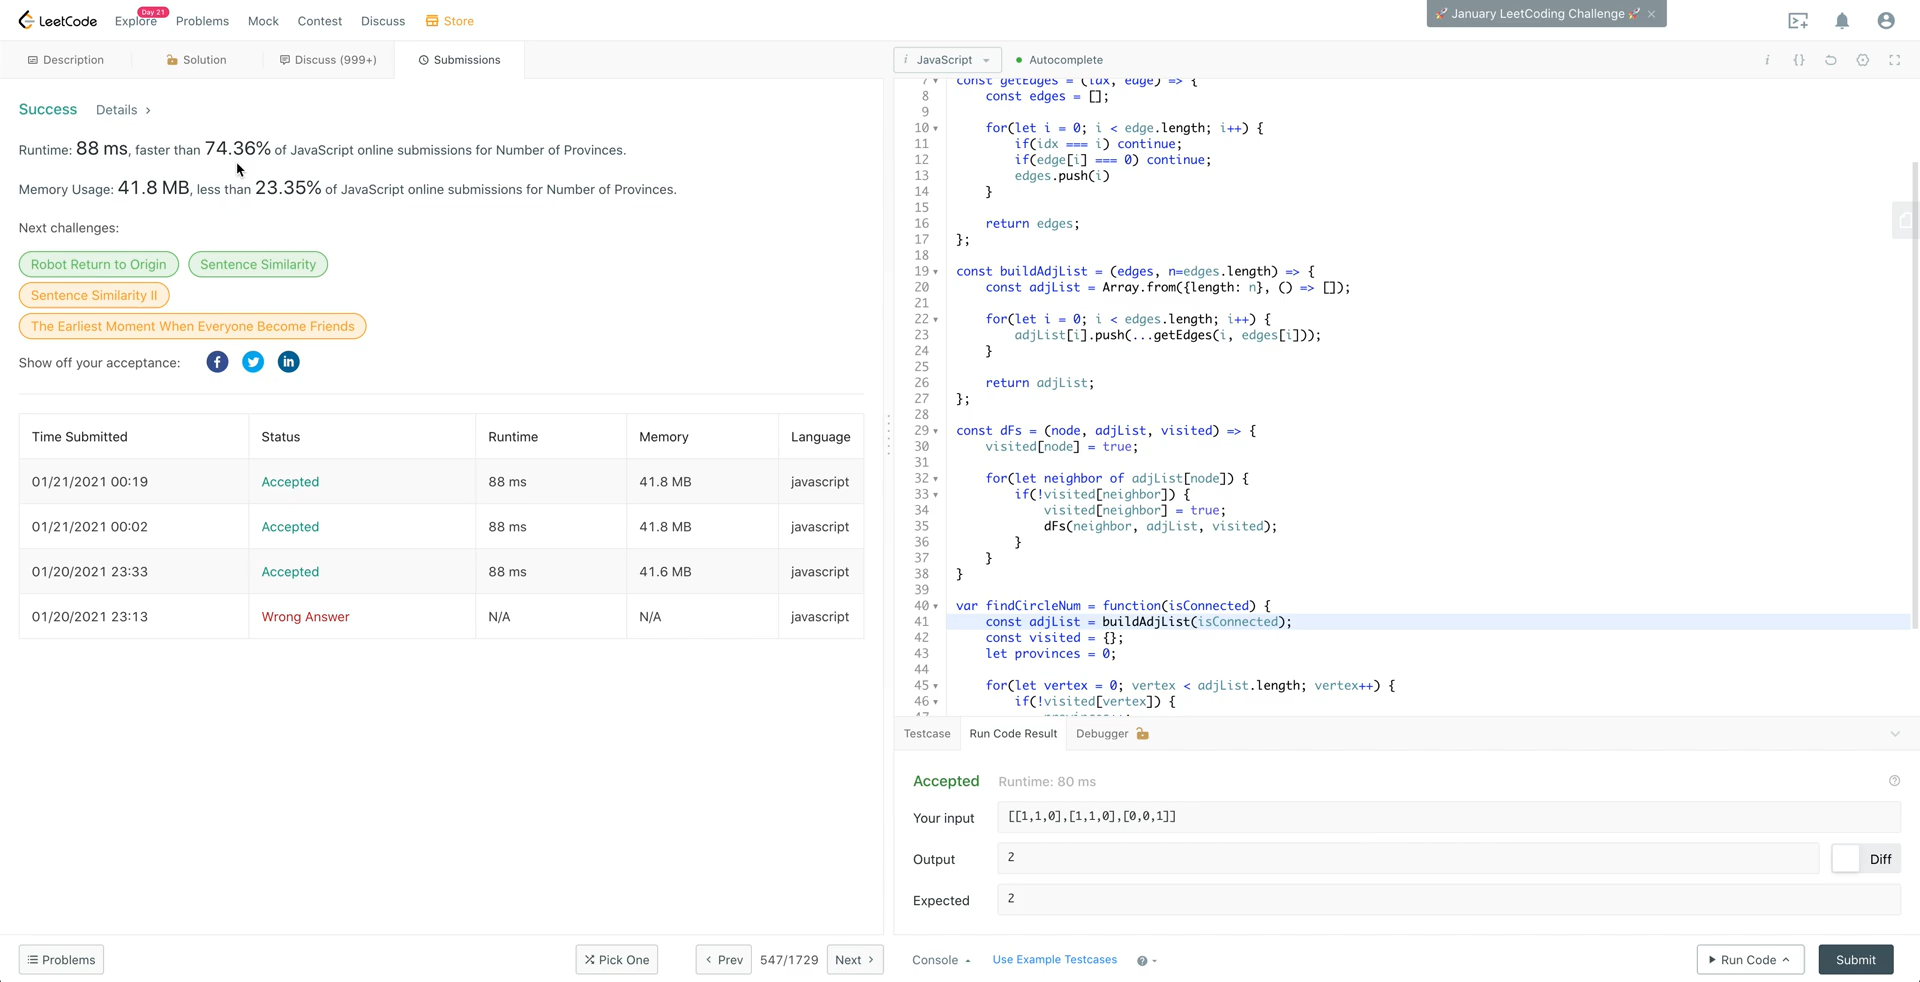 LeetCode
Explore
Day 21
Problems
Mock
Contest
Discuss
Store
🚀 January LeetCoding Challenge 🚀 ×
Description
Solution
Discuss (999+)
Submissions
i JavaScript
Autocomplete
Success
Details ›
Runtime: 88 ms, faster than 74.36% of JavaScript online submissions for Number of Provinces.
Memory Usage: 41.8 MB, less than 23.35% of JavaScript online submissions for Number of Provinces.
Next challenges:
Robot Return to Origin
Sentence Similarity
Sentence Similarity II
The Earliest Moment When Everyone Become Friends
Show off your acceptance:
Time Submitted Status Runtime Memory Language
01/21/2021 00:19 Accepted 88 ms 41.8 MB javascript
01/21/2021 00:02 Accepted 88 ms 41.8 MB javascript
01/20/2021 23:33 Accepted 88 ms 41.6 MB javascript
01/20/2021 23:13 Wrong Answer N/A N/A javascript
Problems
Pick One
‹ Prev
547/1729
Next ›
7 const getEdges = (idx, edge) => {
8     const edges = [];
9
10     for(let i = 0; i < edge.length; i++) {
11         if(idx === i) continue;
12         if(edge[i] === 0) continue;
13         edges.push(i)
14     }
15
16     return edges;
17 };
18
19 const buildAdjList = (edges, n=edges.length) => {
20     const adjList = Array.from({length: n}, () => []);
21
22     for(let i = 0; i < edges.length; i++) {
23         adjList[i].push(...getEdges(i, edges[i]));
24     }
25
26     return adjList;
27 };
28
29 const dFs = (node, adjList, visited) => {
30     visited[node] = true;
31
32     for(let neighbor of adjList[node]) {
33         if(!visited[neighbor]) {
34             visited[neighbor] = true;
35             dFs(neighbor, adjList, visited);
36         }
37     }
38 }
39
40 var findCircleNum = function(isConnected) {
41     const adjList = buildAdjList(isConnected);
42     const visited = {};
43     let provinces = 0;
44
45     for(let vertex = 0; vertex < adjList.length; vertex++) {
46         if(!visited[vertex]) {
Testcase
Run Code Result
Debugger
Accepted
Runtime: 80 ms
Your input
[[1,1,0],[1,1,0],[0,0,1]]
Output
2
Diff
Expected
2
Console
Use Example Testcases
Run Code
Submit